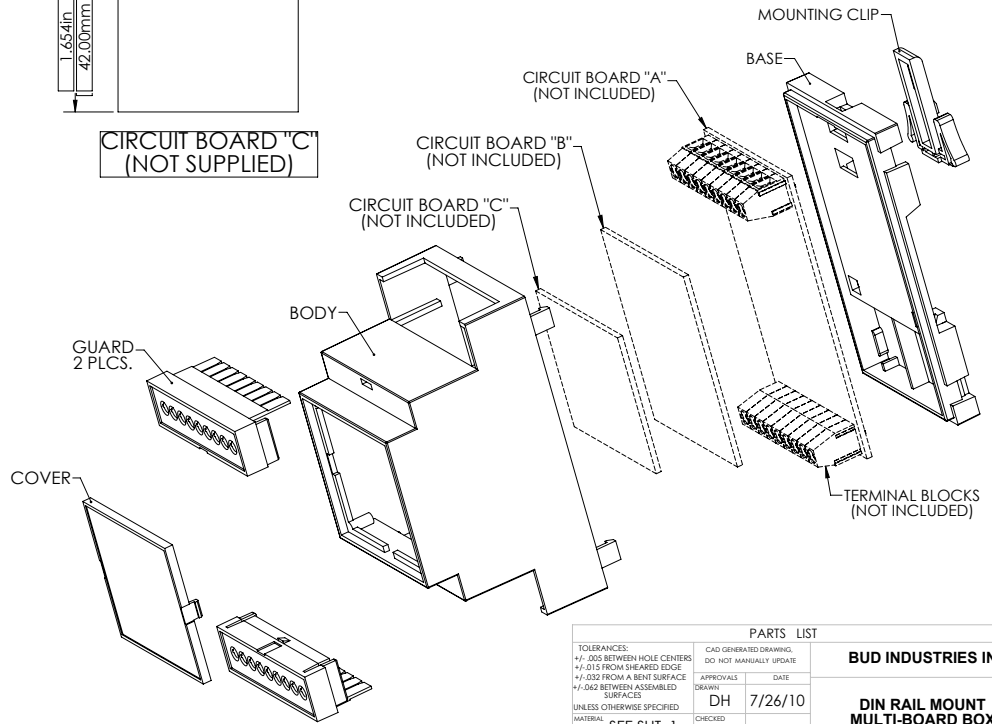 1.654in
42.00mm
CIRCUIT BOARD "C"
(NOT SUPPLIED)
MOUNTING CLIP
BASE
CIRCUIT BOARD "A"
(NOT INCLUDED)
CIRCUIT BOARD "B"
(NOT INCLUDED)
CIRCUIT BOARD "C"
(NOT INCLUDED)
BODY
GUARD
2 PLCS.
COVER
TERMINAL BLOCKS
(NOT INCLUDED)
PARTS LIST
TOLERANCES:
+/-.005 BETWEEN HOLE CENTERS
+/-.015 FROM SHEARED EDGE
+/-.032 FROM A BENT SURFACE
+/-.062 BETWEEN ASSEMBLED
SURFACES
UNLESS OTHERWISE SPECIFIED
MATERIAL SEE SHT. 1
CAD GENERATED DRAWING,
DO NOT MANUALLY UPDATE
APPROVALS DATE
DRAWN
DH 7/26/10
CHECKED
BUD INDUSTRIES IN
DIN RAIL MOUNT
MULTI-BOARD BOX